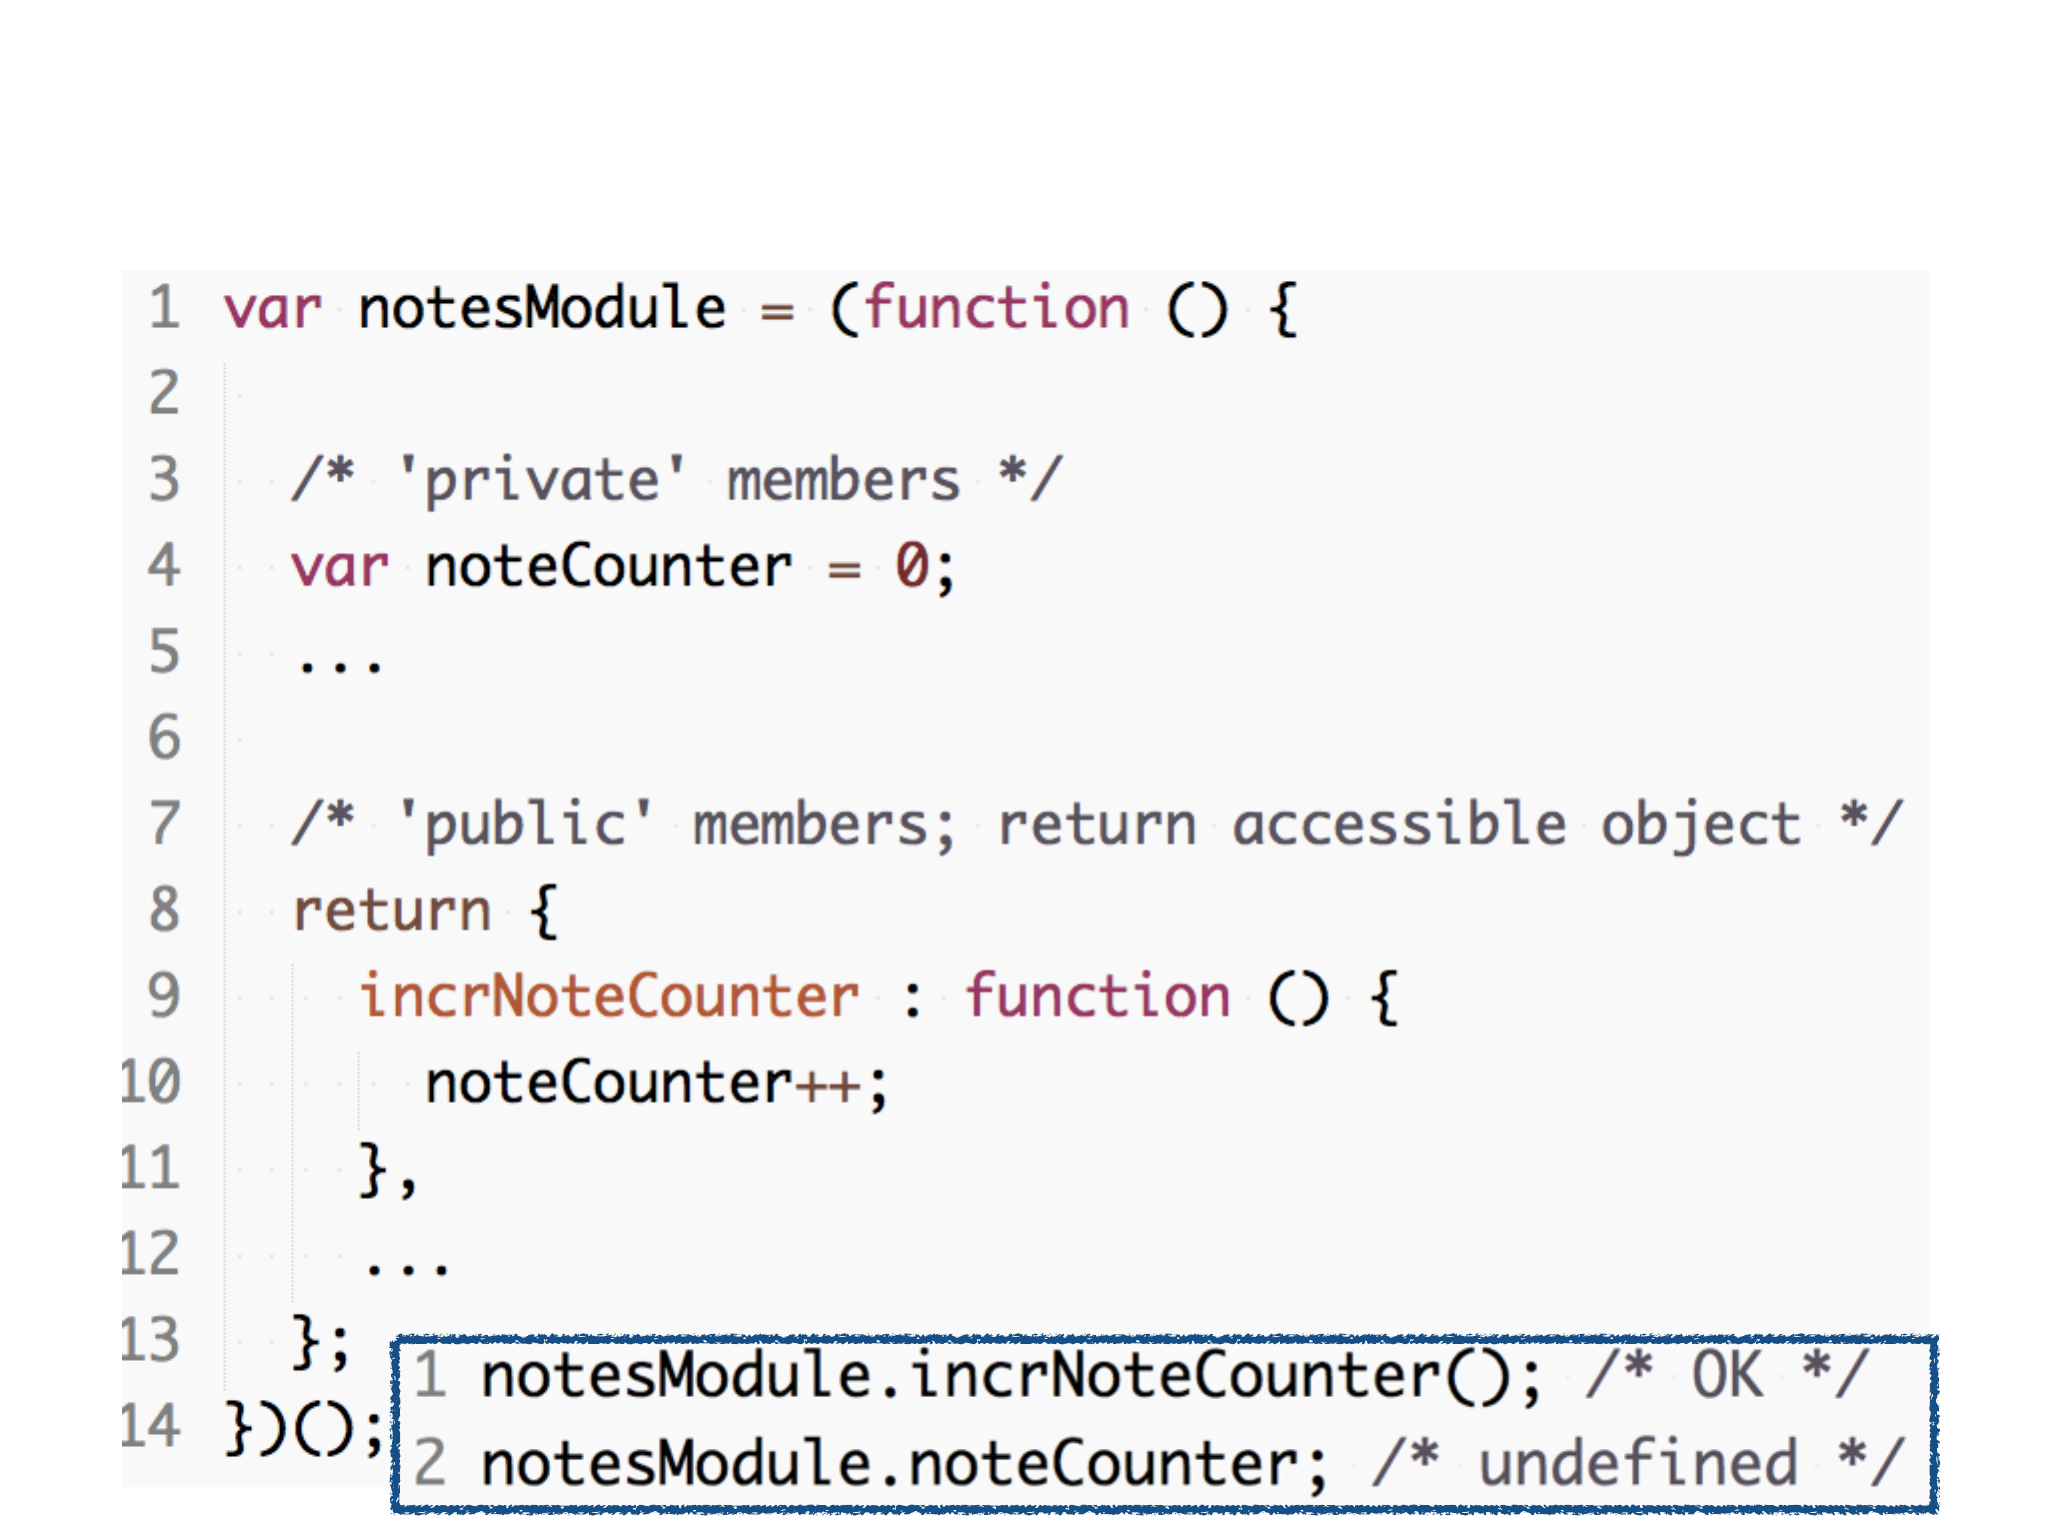 1 var notesModule = (function () {
2
3 /* 'private' members */
4 var noteCounter = 0;
5 ...
6
7 /* 'public' members; return accessible object */
8 return {
9 incrNoteCounter : function () {
10 noteCounter++;
11 },
12 ...
13 };
14 })();
1 notesModule.incrNoteCounter(); /* OK */
2 notesModule.noteCounter; /* undefined */